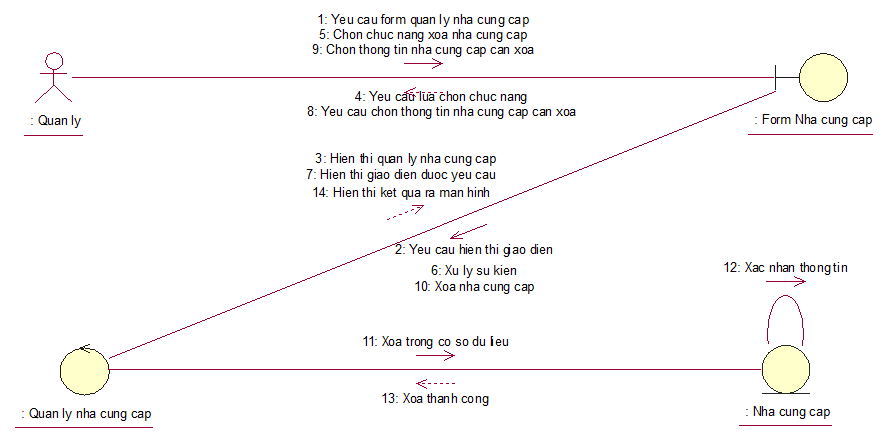 1: Yeu cau form quan ly nha cung cap
5: Chon chuc nang xoa nha cung cap
9: Chon thong tin nha cung cap can xoa
4: Yeu cau lua chon chuc nang
8: Yeu cau chon thong tin nha cung cap can xoa
: Quan ly
: Form Nha cung cap
3: Hien thi quan ly nha cung cap
7: Hien thi giao dien duoc yeu cau
14: Hien thi ket qua ra man hinh
2: Yeu cau hien thi giao dien
6: Xu ly su kien
10: Xoa nha cung cap
12: Xac nhan thong tin
11: Xoa trong co so du lieu
13: Xoa thanh cong
: Quan ly nha cung cap
: Nha cung cap